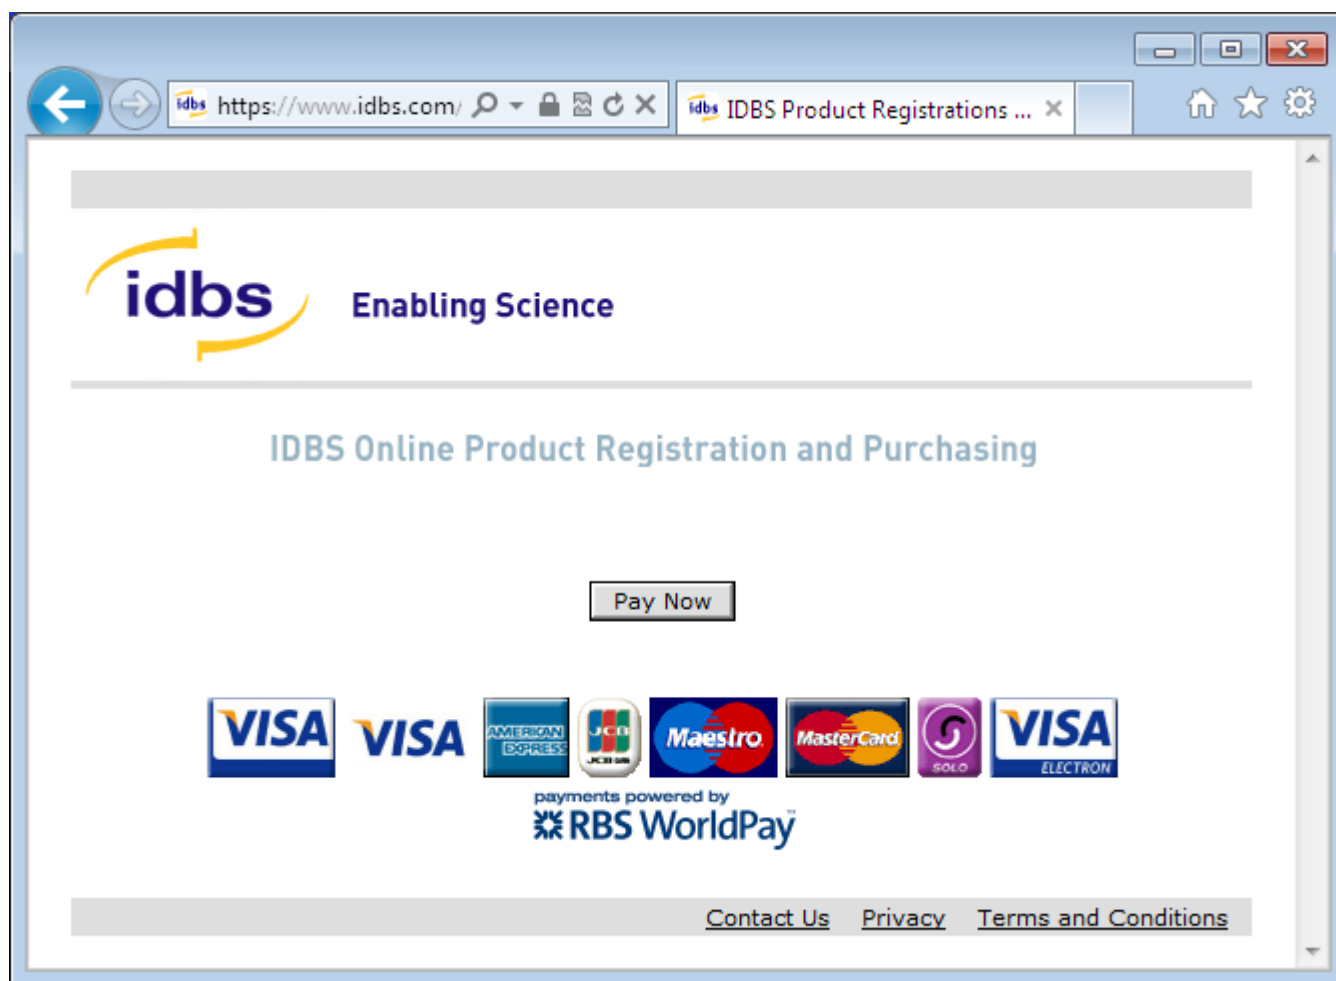 idbs https://www.idbs.com/
idbs IDBS Product Registrations ...
idbs Enabling Science
IDBS Online Product Registration and Purchasing
Pay Now
VISA VISA AMERICAN EXPRESS JCB Maestro MasterCard SOLO VISA ELECTRON
payments powered by
RBS WorldPay
Contact Us Privacy Terms and Conditions